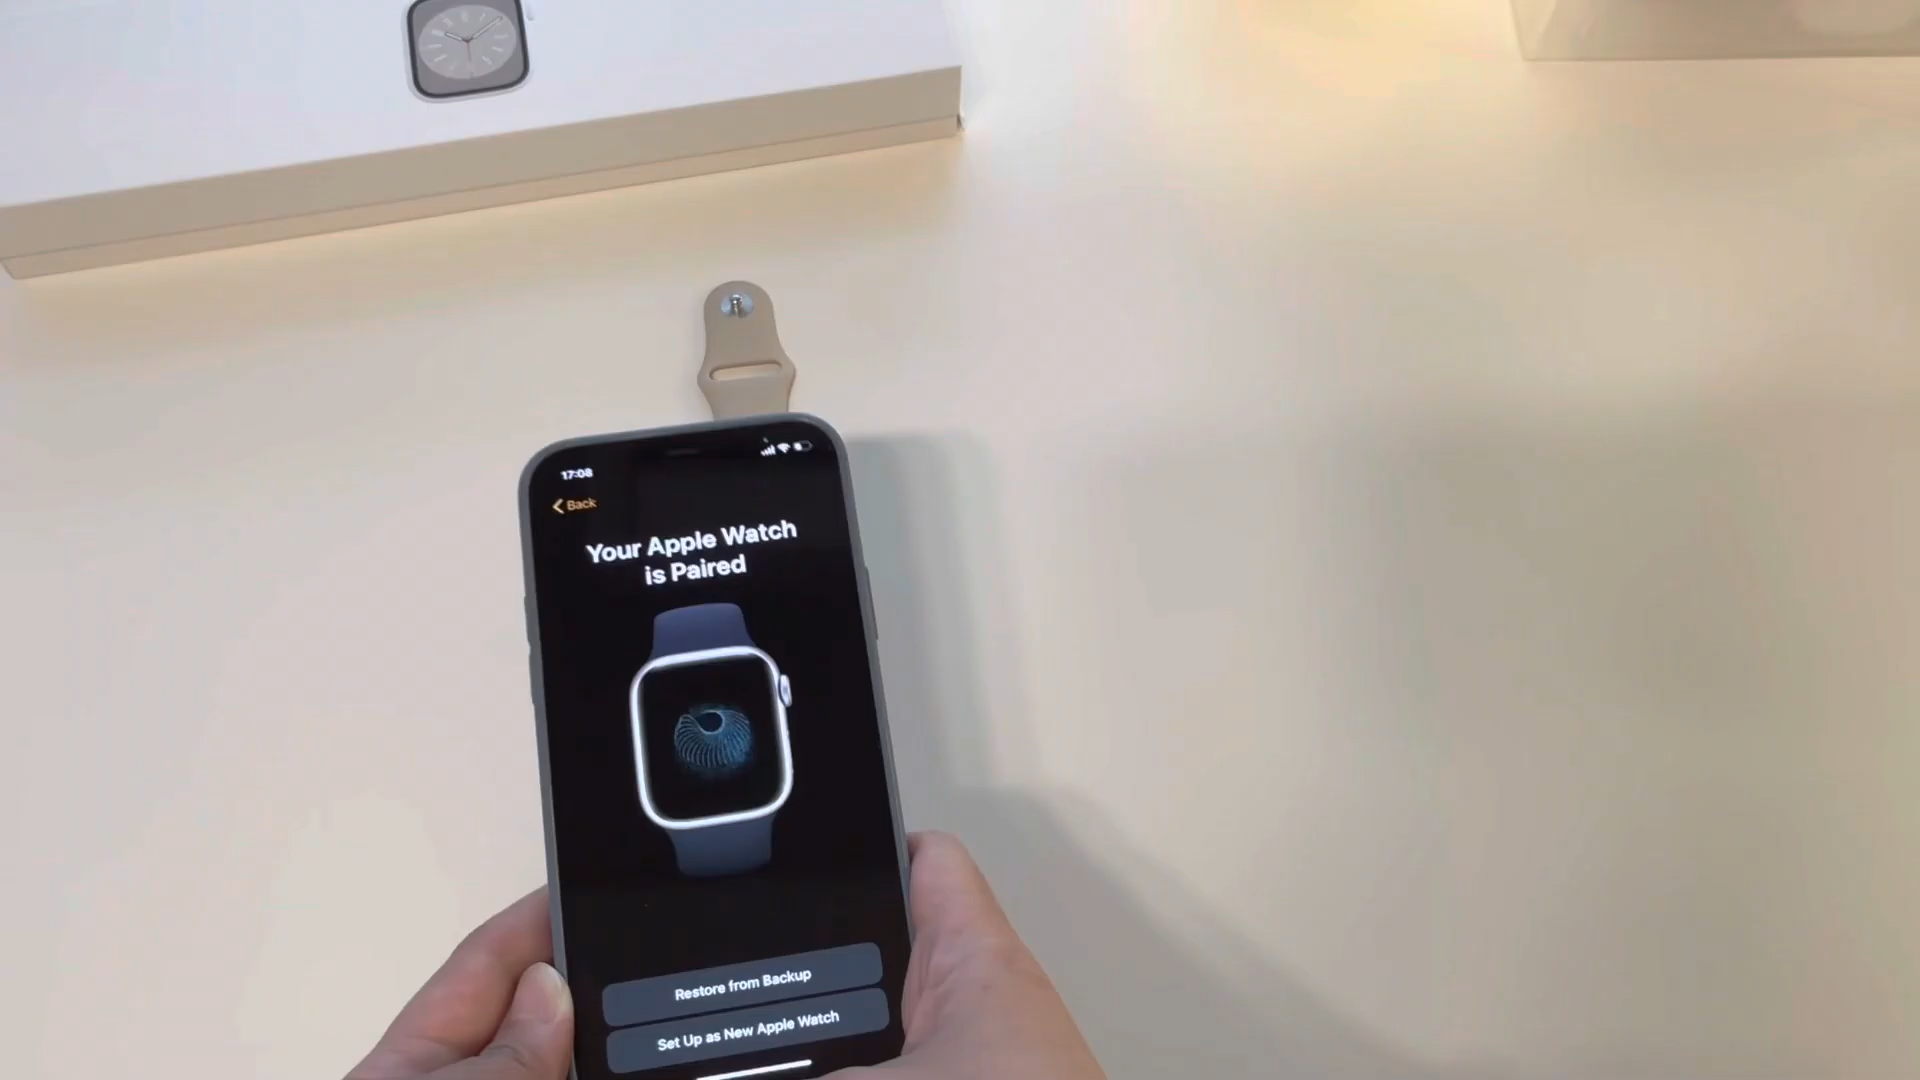 17:08
Back
Your Apple Watch
is Paired
Restore from Backup
Set Up as New Apple Watch